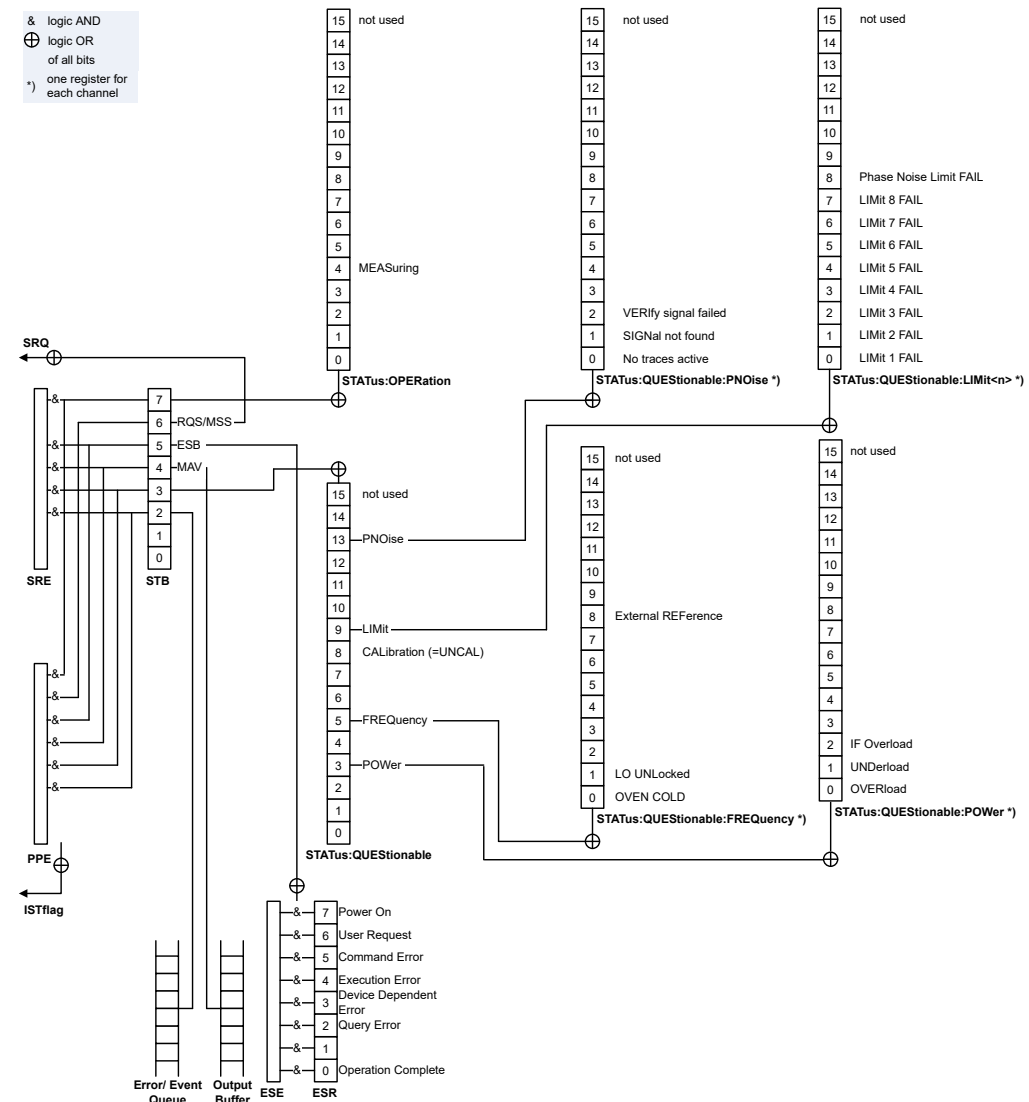 & logic AND
⊕ logic OR
of all bits
*) one register for
each channel
15 not used
14
13
12
11
10
9
8
7
6
5
4 MEASuring
3
2
1
0
STATus:OPERation
15 not used
14
13
12
11
10
9
8
7
6
5
4
3
2 VERIfy signal failed
1 SIGNal not found
0 No traces active
STATus:QUEStionable:PNOise *)
15 not used
14
13
12
11
10
9
8 Phase Noise Limit FAIL
7 LIMit 8 FAIL
6 LIMit 7 FAIL
5 LIMit 6 FAIL
4 LIMit 5 FAIL
3 LIMit 4 FAIL
2 LIMit 3 FAIL
1 LIMit 2 FAIL
0 LIMit 1 FAIL
STATus:QUEStionable:LIMit<n> *)
SRQ
& 7
6 RQS/MSS
& 5 ESB
& 4 MAV
& 3
& 2
1
0
SRE
STB
&
&
&
&
&
&
PPE
ISTflag
15 not used
14
13 PNOise
12
11
10
9 LIMit
8 CALibration (=UNCAL)
7
6
5 FREQuency
4
3 POWer
2
1
0
STATus:QUEStionable
15 not used
14
13
12
11
10
9
8 External REFerence
7
6
5
4
3
2
1 LO UNLocked
0 OVEN COLD
STATus:QUEStionable:FREQuency *)
15 not used
14
13
12
11
10
9
8
7
6
5
4
3
2 IF Overload
1 UNDerload
0 OVERload
STATus:QUEStionable:POWer *)
& 7 Power On
& 6 User Request
& 5 Command Error
& 4 Execution Error
& 3 Device Dependent
Error
& 2 Query Error
& 1
& 0 Operation Complete
ESE
ESR
Error/ Event
Queue
Output
Buffer